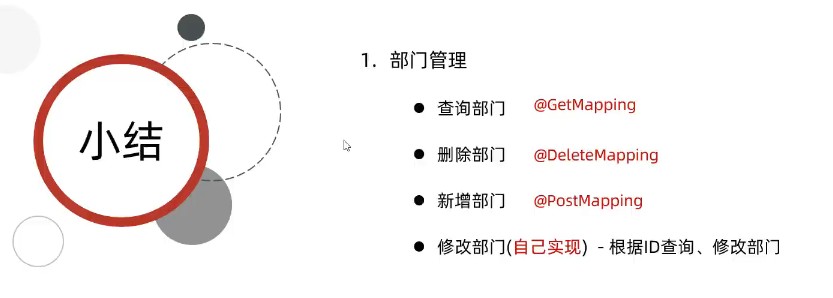 小结
1. 部门管理
● 查询部门 @GetMapping
● 删除部门 @DeleteMapping
● 新增部门 @PostMapping
● 修改部门(自己实现) - 根据ID查询、修改部门